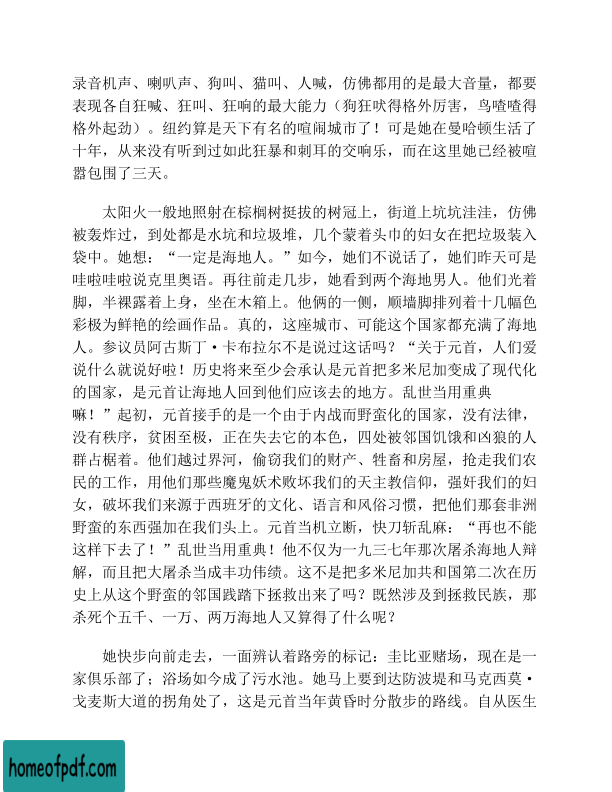 录音机声、喇叭声、狗叫、猫叫、人喊，仿佛都用的是最大音量，都要
表现各自狂喊、狂叫、狂响的最大能力（狗狂吠得格外厉害，鸟喳喳得
格外起劲）。纽约算是天下有名的喧闹城市了！可是她在曼哈顿生活了
十年，从来没有听到过如此狂暴和刺耳的交响乐，而在这里她已经被喧
嚣包围了三天。
太阳火一般地照射在棕榈树挺拔的树冠上，街道上坑坑洼洼，仿佛
被轰炸过，到处都是水坑和垃圾堆，几个蒙着头巾的妇女在把垃圾装入
袋中。她想：“一定是海地人。”如今，她们不说话了，她们昨天可是
哇啦哇啦说克里奥语。再往前走几步，她看到两个海地男人。他们光着
脚，半裸露着上身，坐在木箱上。他俩的一侧，顺墙脚排列着十几幅色
彩极为鲜艳的绘画作品。真的，这座城市、可能这个国家都充满了海地
人。参议员阿古斯丁·卡布拉尔不是说过这话吗？“关于元首，人们爱
说什么就说好啦！历史将来至少会承认是元首把多米尼加变成了现代化
的国家，是元首让海地人回到他们应该去的地方。乱世当用重典
嘛！”起初，元首接手的是一个由于内战而野蛮化的国家，没有法律，
没有秩序，贫困至极，正在失去它的本色，四处被邻国饥饿和凶狼的人
群占椐着。他们越过界河，偷窃我们的财产、牲畜和房屋，抢走我们农
民的工作，用他们那些魔鬼妖术败坏我们的天主教信仰，强奸我们的妇
女，破坏我们来源于西班牙的文化、语言和风俗习惯，把他们那套非洲
野蛮的东西强加在我们头上。元首当机立断，快刀斩乱麻：“再也不能
这样下去了！”乱世当用重典！他不仅为一九三七年那次屠杀海地人辩
解，而且把大屠杀当成丰功伟绩。这不是把多米尼加共和国第二次在历
史上从这个野蛮的邻国践踏下拯救出来了吗？既然涉及到拯救民族，那
杀死个五千、一万、两万海地人又算得了什么呢？
她快步向前走去，一面辨认着路旁的标记：圭比亚赌场，现在是一
家俱乐部了；浴场如今成了污水池。她马上要到达防波堤和马克西莫·
戈麦斯大道的拐角处了，这是元首当年黄昏时分散步的路线。自从医生
homeofpdf.com